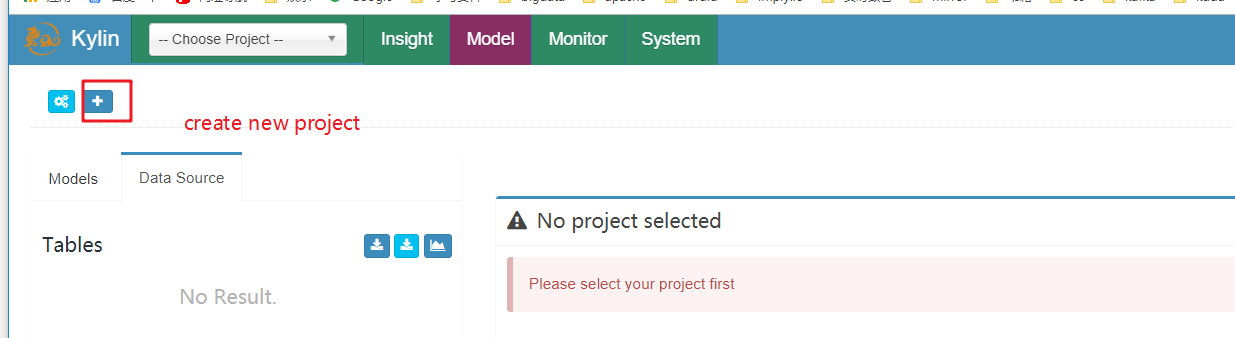 Kylin
-- Choose Project --
Insight
Model
Monitor
System
create new project
Models
Data Source
No project selected
Tables
Please select your project first
No Result.